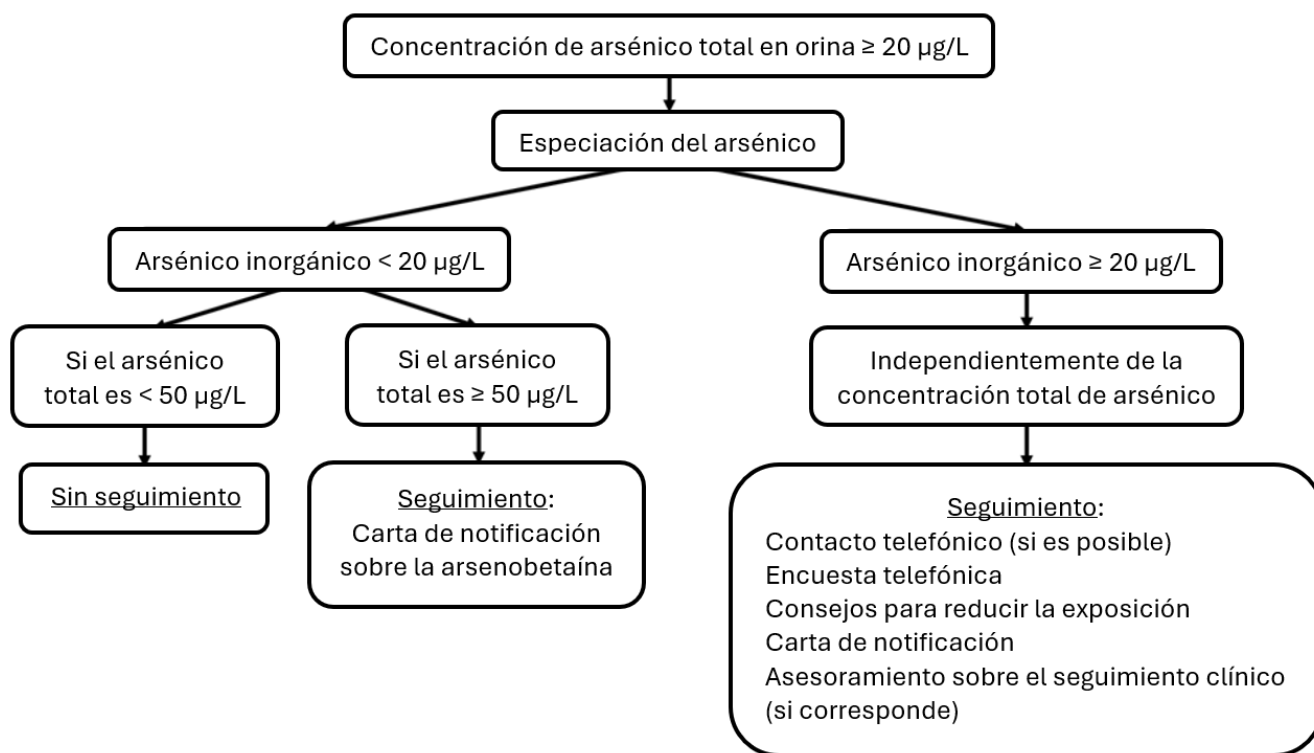 Concentración de arsénico total en orina ≥ 20 µg/L
Especiación del arsénico
Arsénico inorgánico < 20 µg/L
Arsénico inorgánico ≥ 20 µg/L
Si el arsénico
total es < 50 µg/L
Si el arsénico
total es ≥ 50 µg/L
Independientemente de la
concentración total de arsénico
Sin seguimiento
Seguimiento:
Carta de notificación
sobre la arsenobetaína
Seguimiento:
Contacto telefónico (si es posible)
Encuesta telefónica
Consejos para reducir la exposición
Carta de notificación
Asesoramiento sobre el seguimiento clínico
(si corresponde)